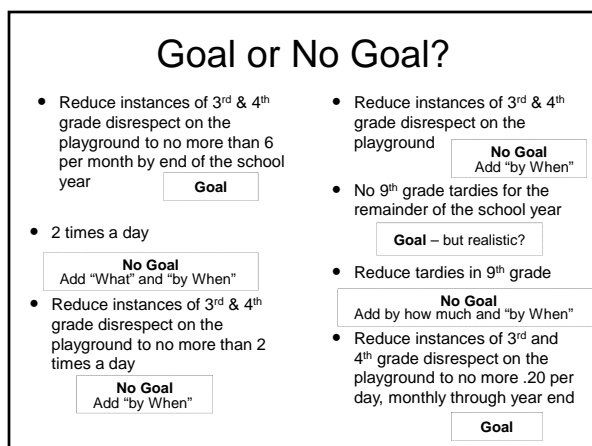 Goal or No Goal?
• Reduce instances of 3rd & 4th
grade disrespect on the
playground to no more than 6
per month by end of the school
year
Goal
• 2 times a day
No Goal
Add “What” and “by When”
• Reduce instances of 3rd & 4th
grade disrespect on the
playground to no more than 2
times a day
No Goal
Add “by When”
• Reduce instances of 3rd & 4th
grade disrespect on the
playground
No Goal
Add “by When”
• No 9th grade tardies for the
remainder of the school year
Goal – but realistic?
• Reduce tardies in 9th grade
No Goal
Add by how much and “by When”
• Reduce instances of 3rd and
4th grade disrespect on the
playground to no more .20 per
day, monthly through year end
Goal